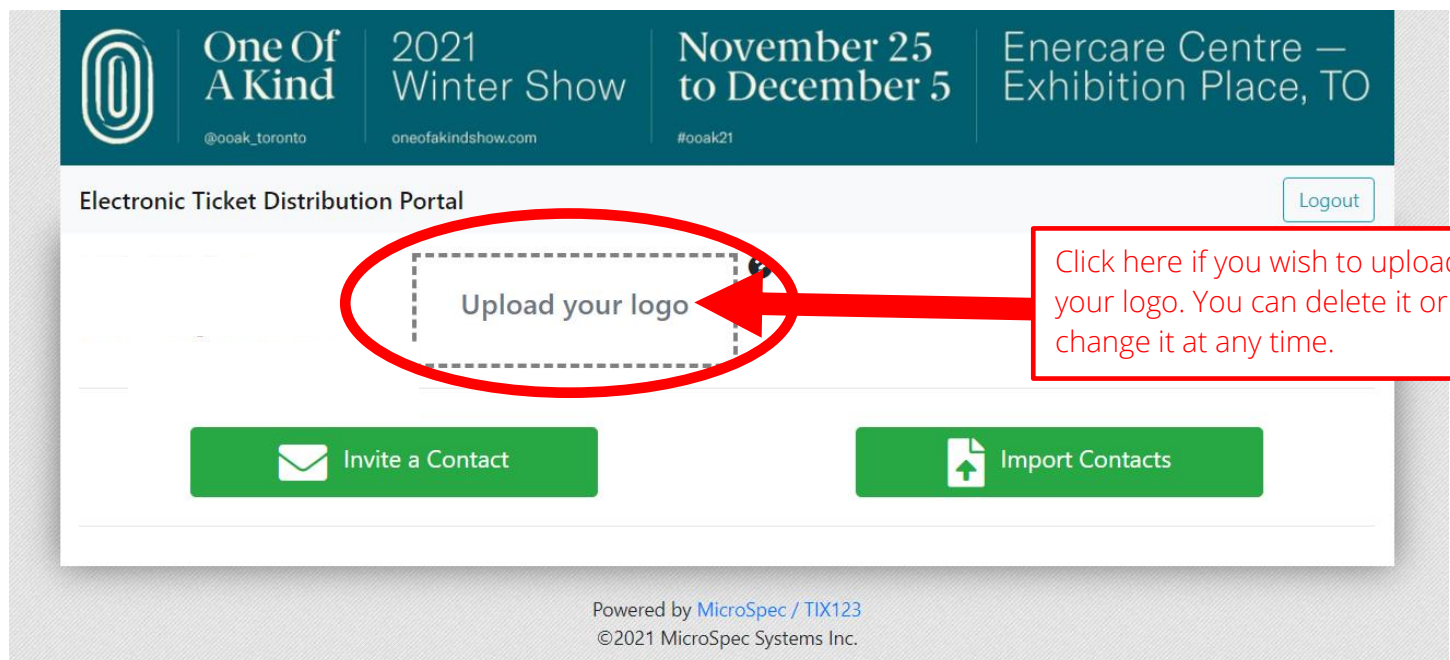 One Of
A Kind
@ooak_toronto
2021
Winter Show
oneofakindshow.com
November 25
to December 5
#ooak21
Enercare Centre —
Exhibition Place, TO
Electronic Ticket Distribution Portal
Logout
Upload your logo
Click here if you wish to upload
your logo. You can delete it or
change it at any time.
Invite a Contact
Import Contacts
Powered by MicroSpec / TIX123
©2021 MicroSpec Systems Inc.